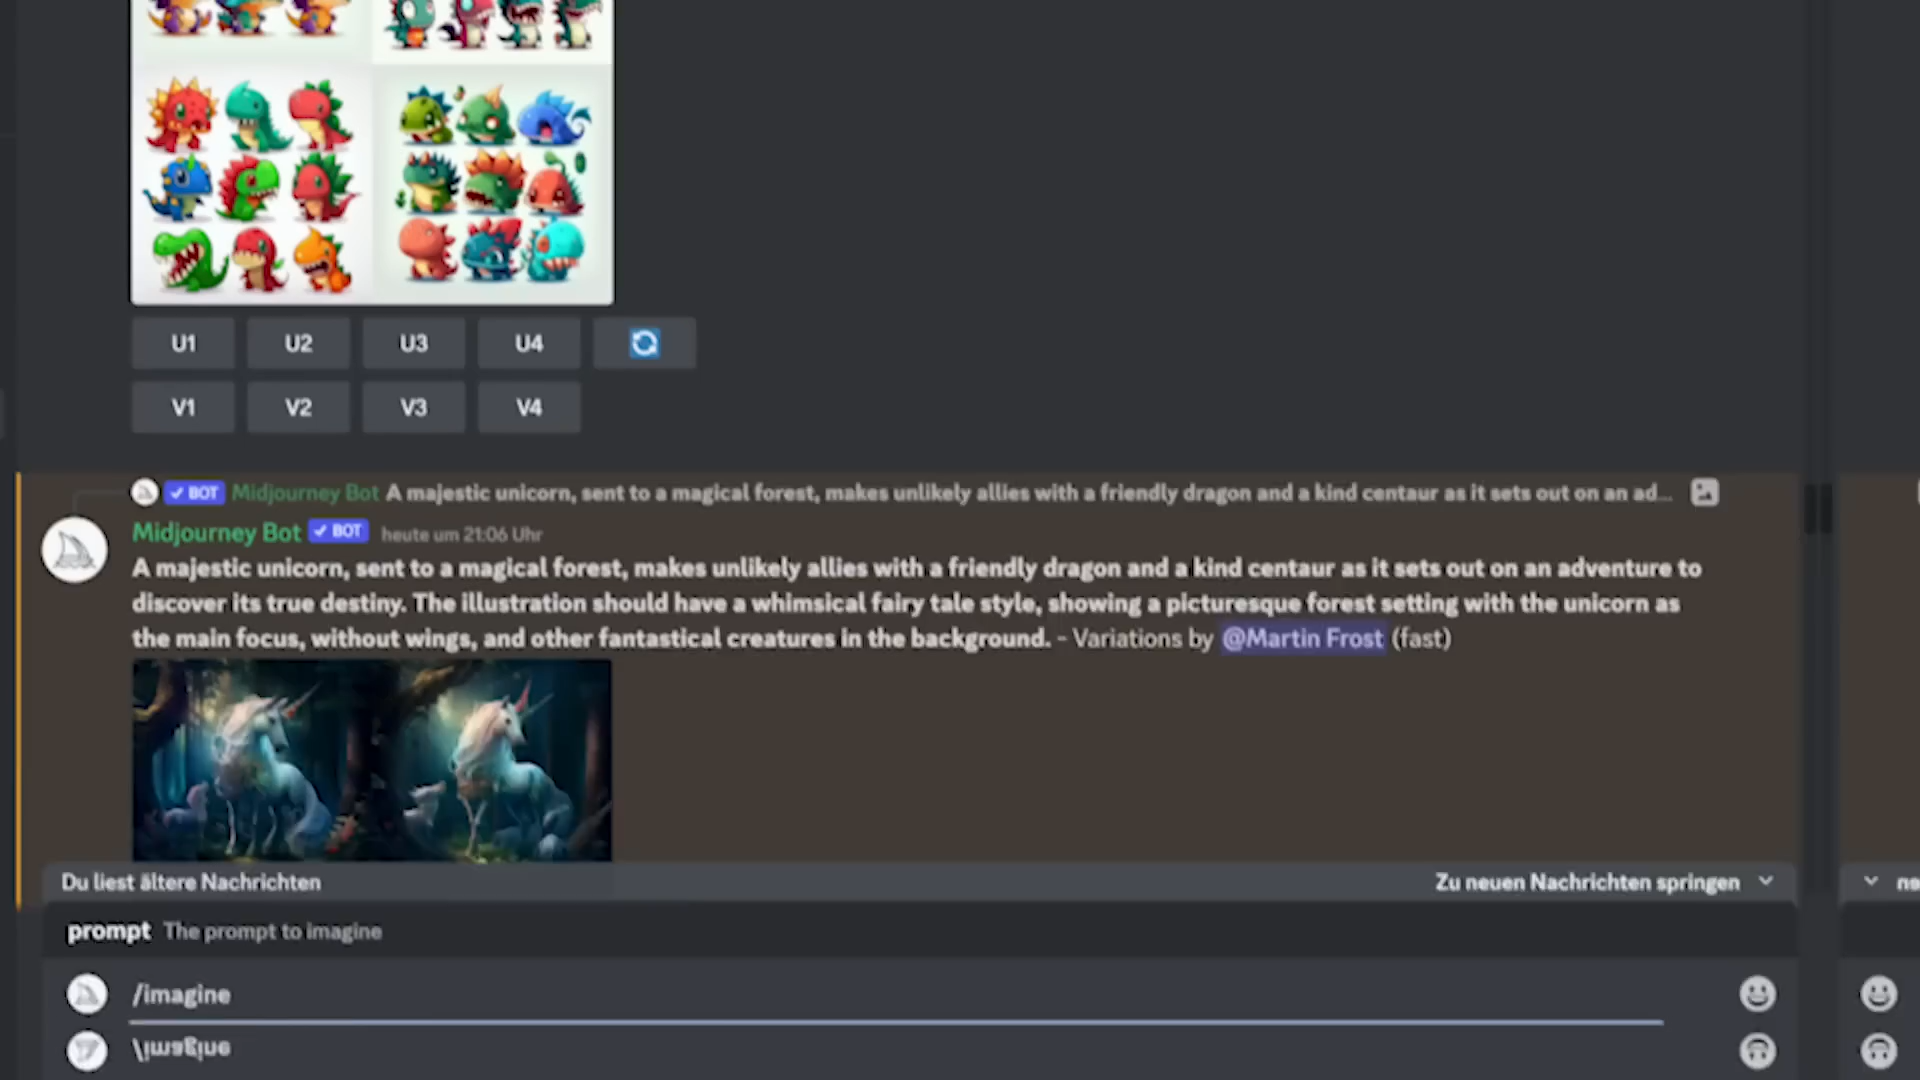 U1 U2 U3 U4
V1 V2 V3 V4
BOT Midjourney Bot A majestic unicorn, sent to a magical forest, makes unlikely allies with a friendly dragon and a kind centaur as it sets out on an ad...
Midjourney Bot BOT heute um 21:06 Uhr
A majestic unicorn, sent to a magical forest, makes unlikely allies with a friendly dragon and a kind centaur as it sets out on an adventure to
discover its true destiny. The illustration should have a whimsical fairy tale style, showing a picturesque forest setting with the unicorn as
the main focus, without wings, and other fantastical creatures in the background. - Variations by @Martin Frost (fast)
Du liest ältere Nachrichten Zu neuen Nachrichten springen
prompt The prompt to imagine
/imagine
/imagine